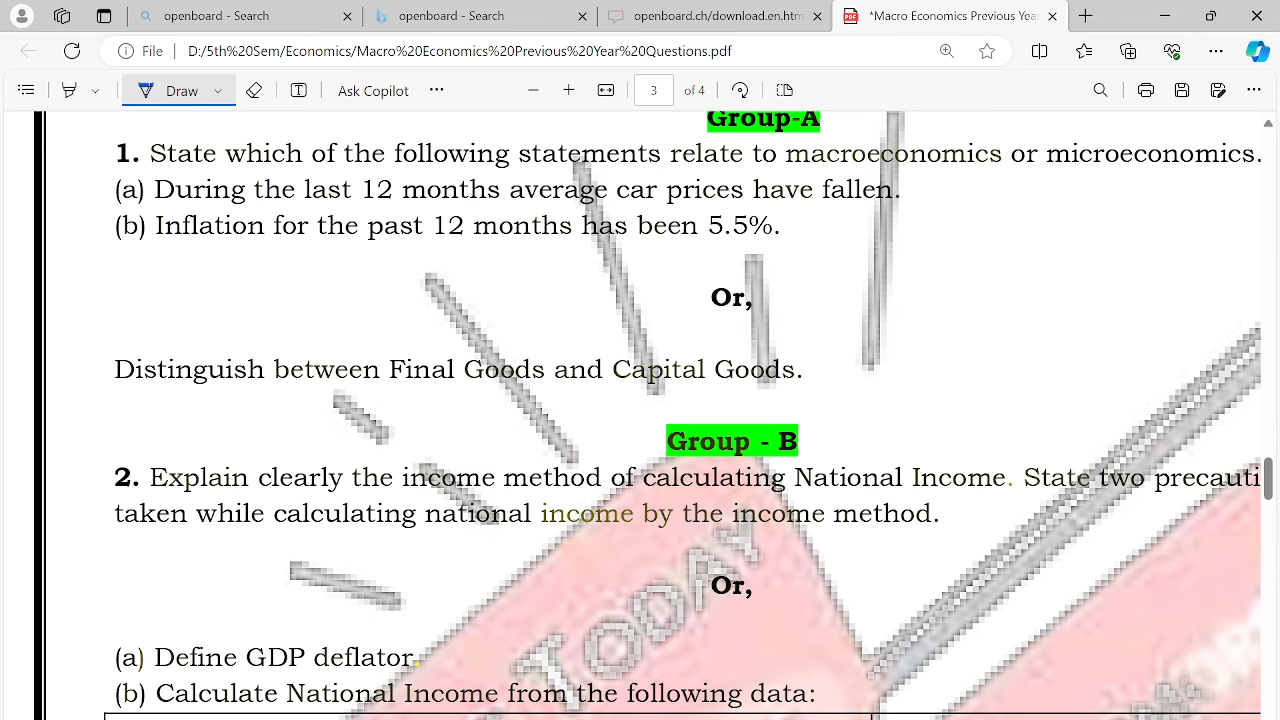 openboard - Search
openboard - Search
openboard.ch/download.en.htm
*Macro Economics Previous Yea
File
D:/5th%20Sem/Economics/Macro%20Economics%20Previous%20Year%20Questions.pdf
Draw
Ask Copilot
3
of 4
Group-A
1. State which of the following statements relate to macroeconomics or microeconomics.
(a) During the last 12 months average car prices have fallen.
(b) Inflation for the past 12 months has been 5.5%.
Or,
Distinguish between Final Goods and Capital Goods.
Group - B
2. Explain clearly the income method of calculating National Income. State two precauti
taken while calculating national income by the income method.
Or,
TODAY
(a) Define GDP deflator.
(b) Calculate National Income from the following data: